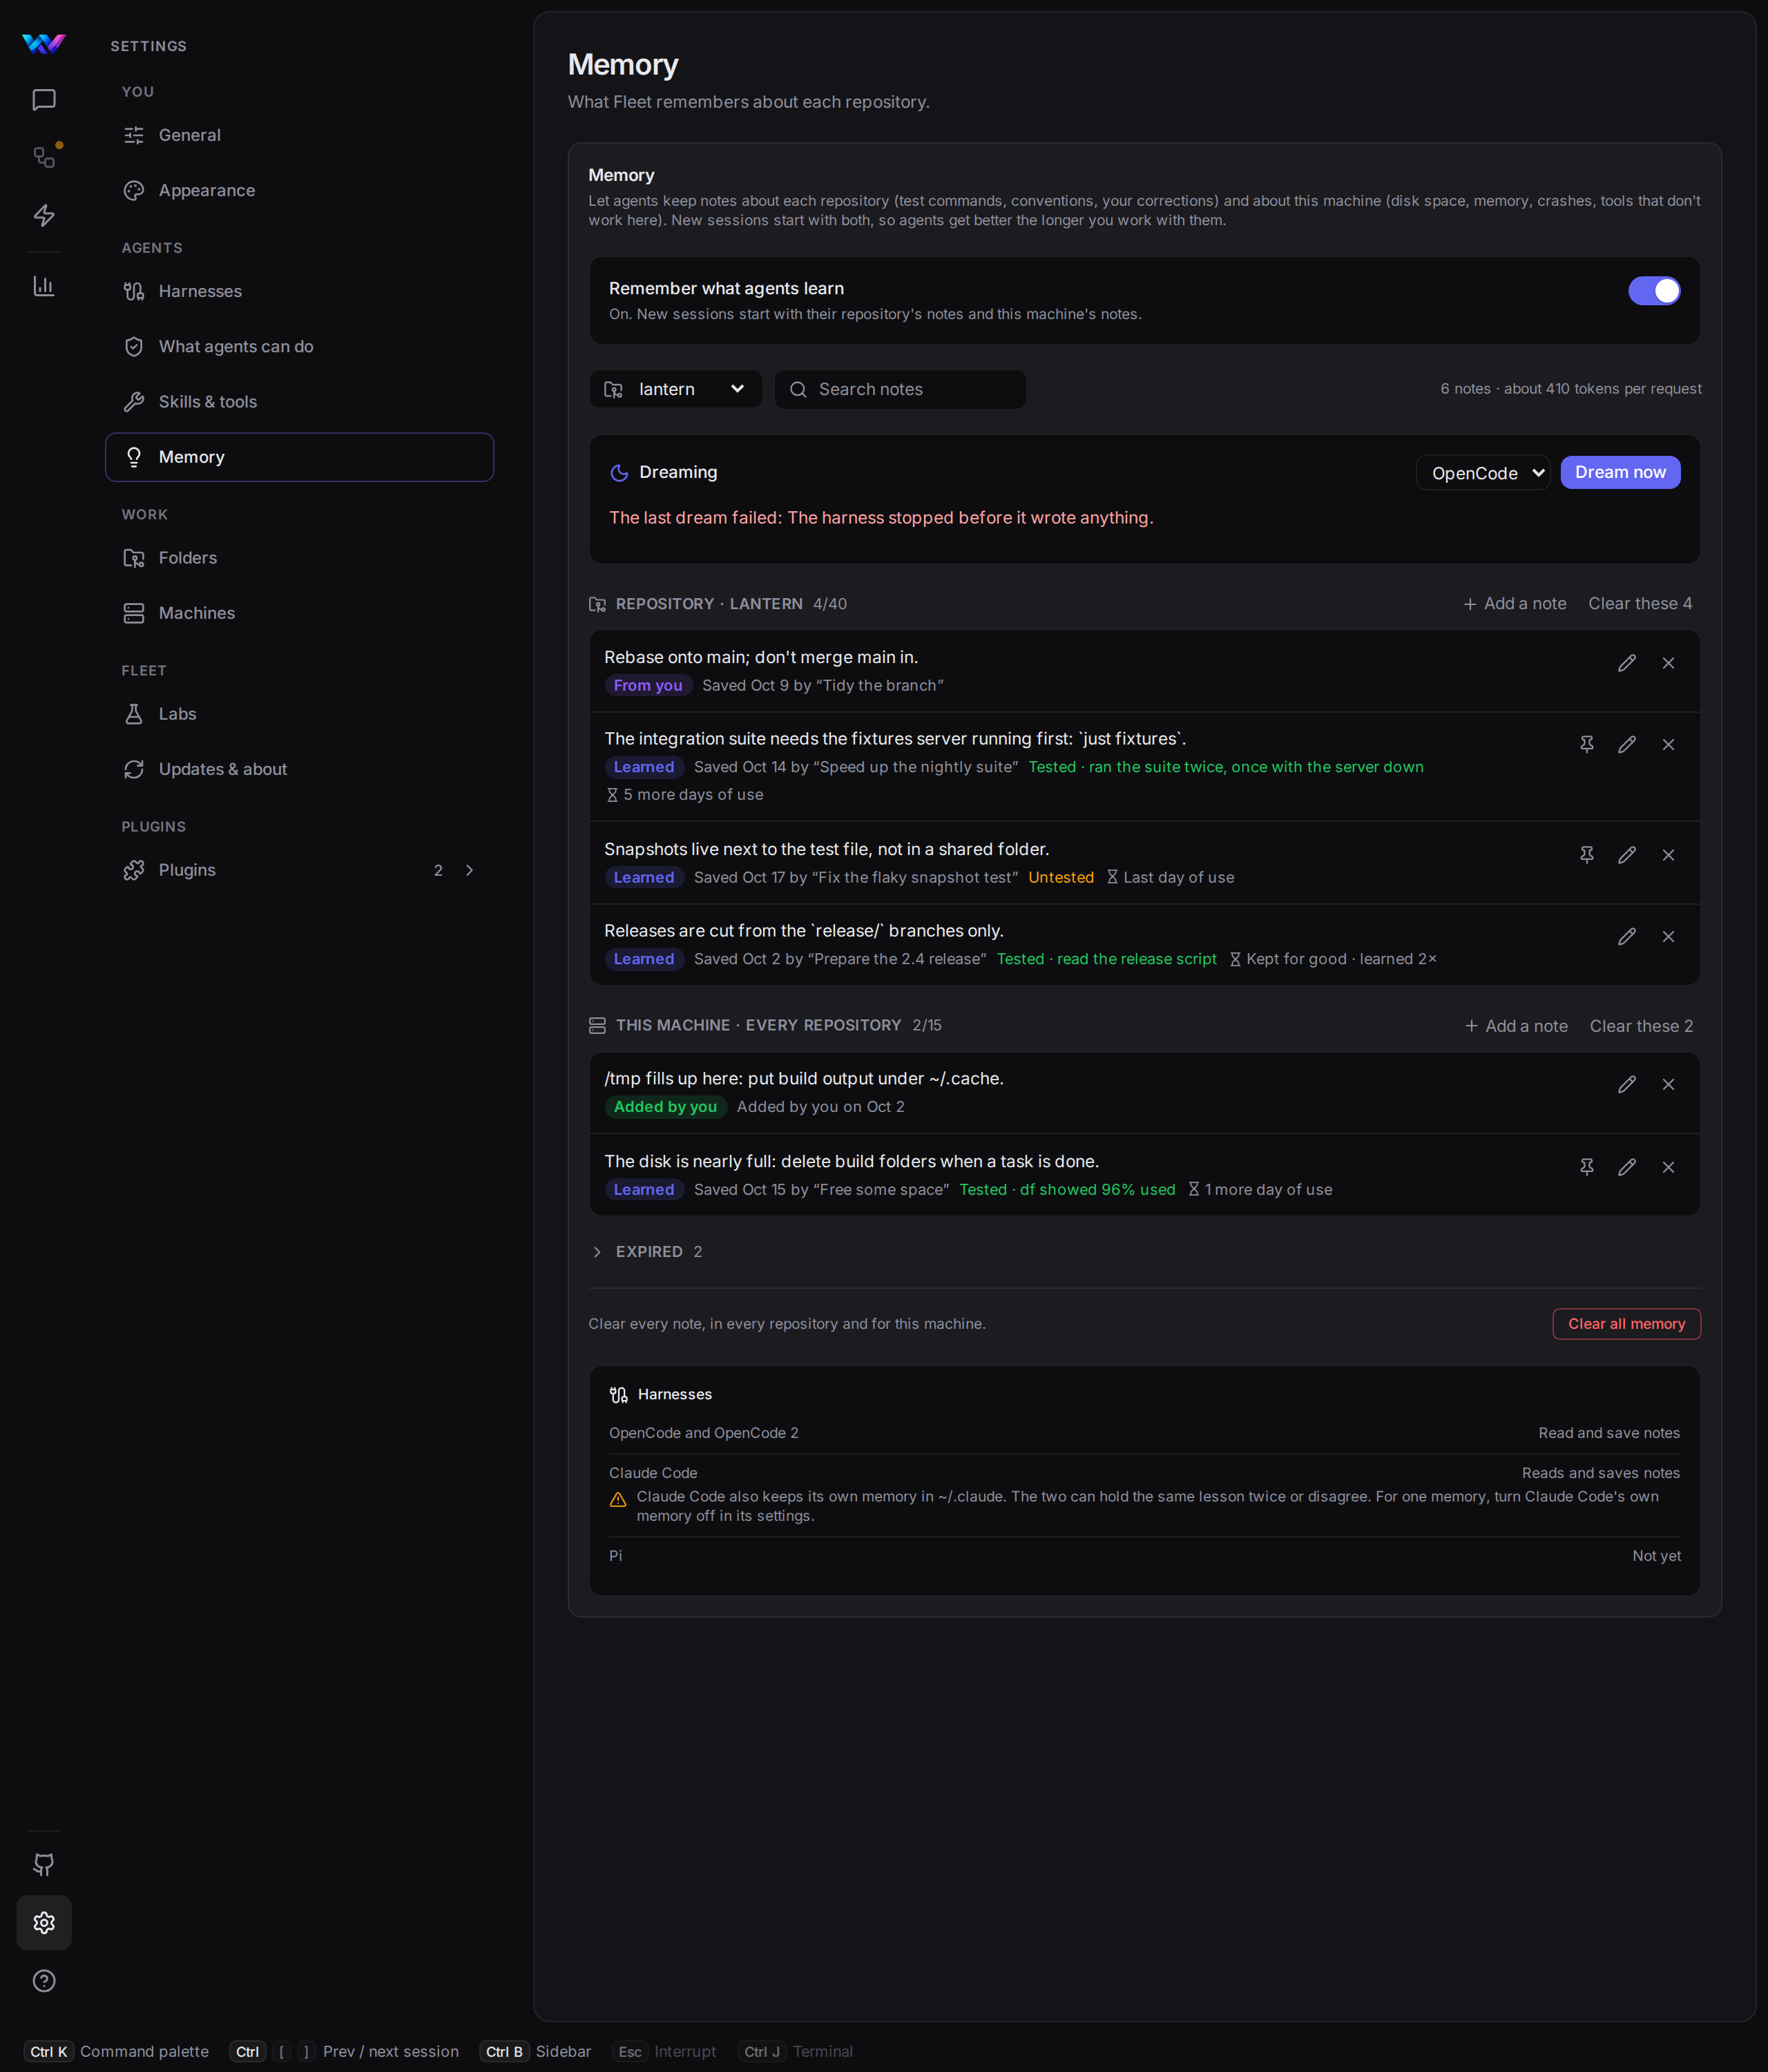 SETTINGS
YOU
General
Appearance
AGENTS
Harnesses
What agents can do
Skills & tools
Memory
WORK
Folders
Machines
FLEET
Labs
Updates & about
PLUGINS
Plugins 2
Memory
What Fleet remembers about each repository.
Memory
Let agents keep notes about each repository (test commands, conventions, your corrections) and about this machine (disk space, memory, crashes, tools that don't
work here). New sessions start with both, so agents get better the longer you work with them.
Remember what agents learn
On. New sessions start with their repository's notes and this machine's notes.
lantern Search notes 6 notes · about 410 tokens per request
Dreaming OpenCode Dream now
The last dream failed: The harness stopped before it wrote anything.
REPOSITORY · LANTERN 4/40 + Add a note Clear these 4
Rebase onto main; don't merge main in.
From you Saved Oct 9 by “Tidy the branch”
The integration suite needs the fixtures server running first: `just fixtures`.
Learned Saved Oct 14 by “Speed up the nightly suite” Tested · ran the suite twice, once with the server down
5 more days of use
Snapshots live next to the test file, not in a shared folder.
Learned Saved Oct 17 by “Fix the flaky snapshot test” Untested Last day of use
Releases are cut from the `release/` branches only.
Learned Saved Oct 2 by “Prepare the 2.4 release” Tested · read the release script Kept for good · learned 2×
THIS MACHINE · EVERY REPOSITORY 2/15 + Add a note Clear these 2
/tmp fills up here: put build output under ~/.cache.
Added by you Added by you on Oct 2
The disk is nearly full: delete build folders when a task is done.
Learned Saved Oct 15 by “Free some space” Tested · df showed 96% used 1 more day of use
EXPIRED 2
Clear every note, in every repository and for this machine. Clear all memory
Harnesses
OpenCode and OpenCode 2 Read and save notes
Claude Code Reads and saves notes
Claude Code also keeps its own memory in ~/.claude. The two can hold the same lesson twice or disagree. For one memory, turn Claude Code's own
memory off in its settings.
Pi Not yet
Ctrl K Command palette · Ctrl [ ] Prev / next session · Ctrl B Sidebar · Esc Interrupt · Ctrl J Terminal